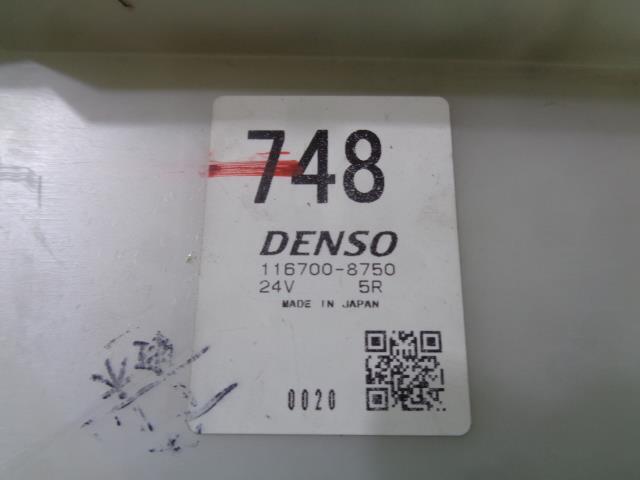 748
DENSO
116700-8750
24V 5R
MADE IN JAPAN
0020